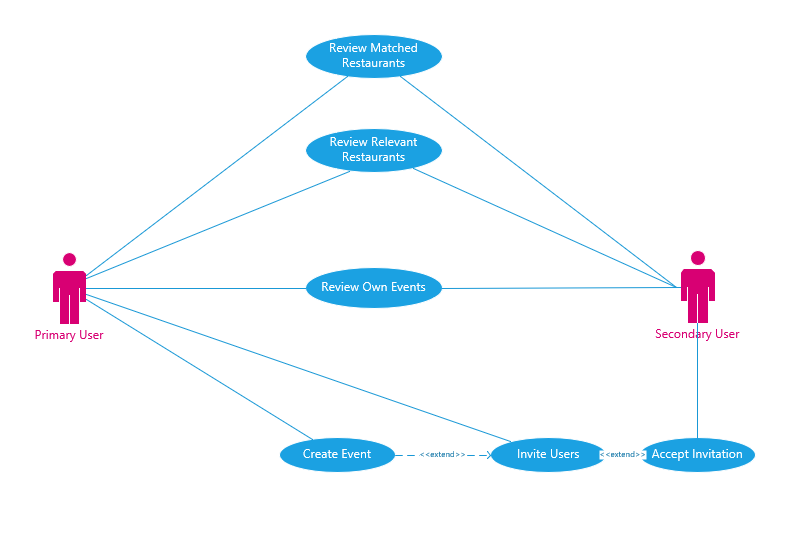 Review Matched
Restaurants
Review Relevant
Restaurants
Review Own Events
Primary User
Secondary User
Create Event
<<extend>>
Invite Users
<<extend>>
Accept Invitation